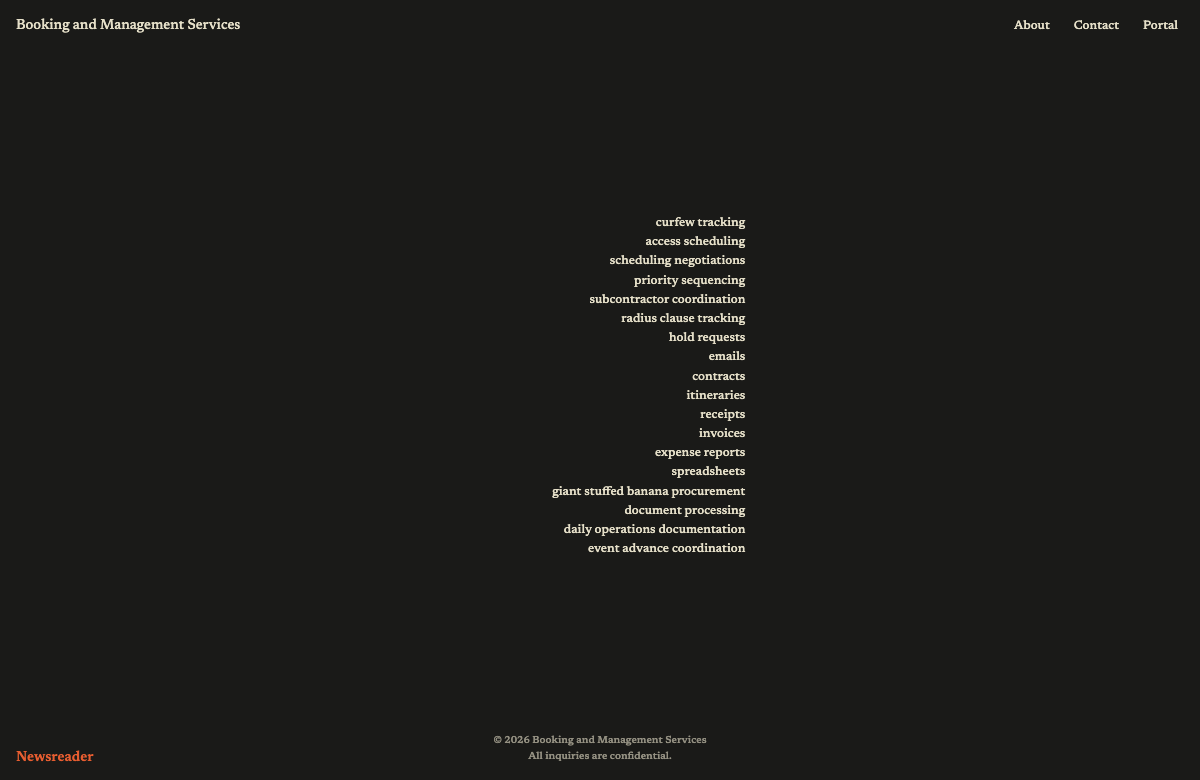 Booking and Management Services
About Contact Portal
curfew tracking
access scheduling
scheduling negotiations
priority sequencing
subcontractor coordination
radius clause tracking
hold requests
emails
contracts
itineraries
receipts
invoices
expense reports
spreadsheets
giant stuffed banana procurement
document processing
daily operations documentation
event advance coordination
© 2026 Booking and Management Services
All inquiries are confidential.
Newsreader